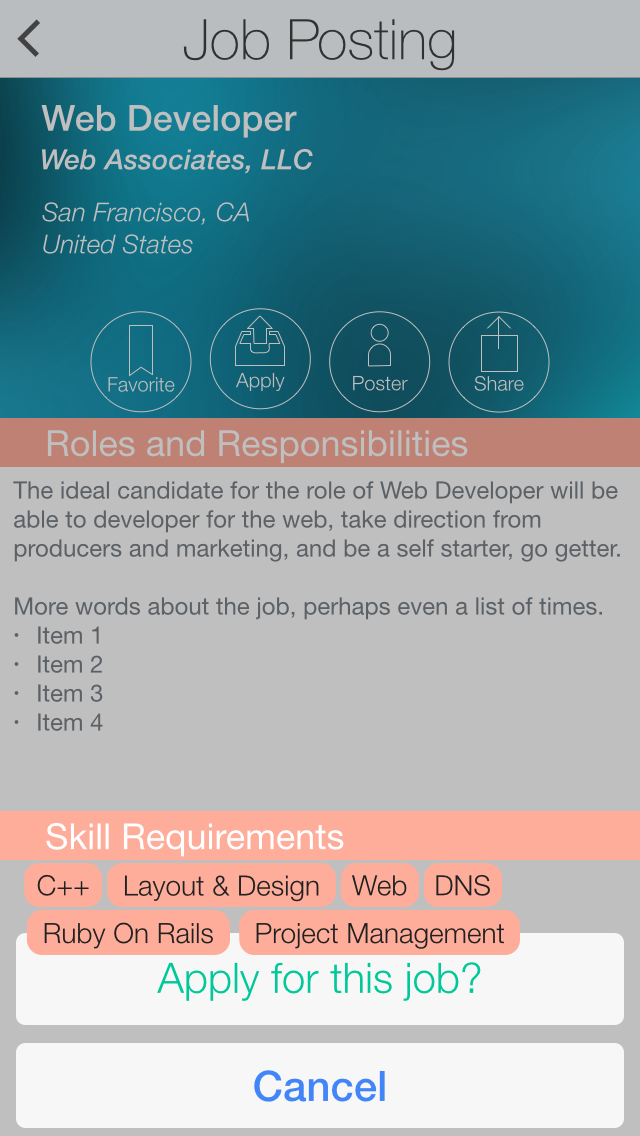 Job Posting
Web Developer
Web Associates, LLC
San Francisco, CA
United States
Favorite Apply Poster Share
Roles and Responsibilities
The ideal candidate for the role of Web Developer will be
able to developer for the web, take direction from
producers and marketing, and be a self starter, go getter.
More words about the job, perhaps even a list of times.
• Item 1
• Item 2
• Item 3
• Item 4
Skill Requirements
C++ Layout & Design Web DNS
Ruby On Rails Project Management
Apply for this job?
Cancel